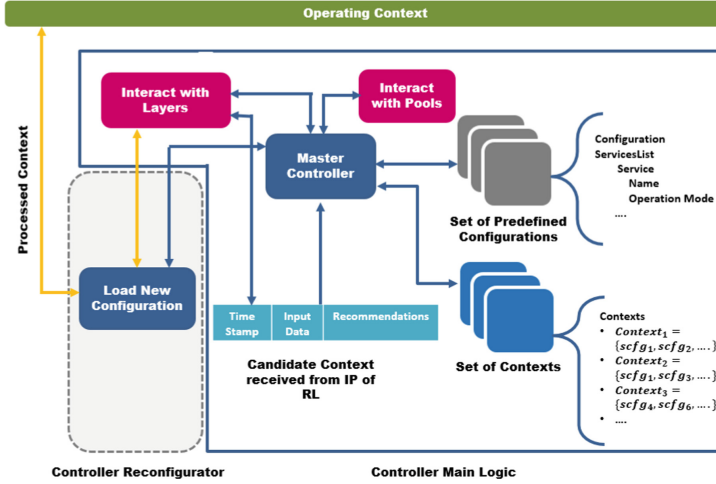 Operating Context
Processed Context
Interact with
Layers
Interact
with Pools
Master
Controller
Load New
Configuration
Set of Predefined
Configurations
Configuration
ServicesList
Service
Name
Operation Mode
....
Time
Stamp
Input
Data
Recommendations
Candidate Context
received from IP of
RL
Set of Contexts
Contexts
• Context₁ =
{scfg₁, scfg₂, .... }
• Context₂ =
{scfg₁, scfg₃, .... }
• Context₃ =
{scfg₄, scfg₆, .... }
• ....
Controller Reconfigurator
Controller Main Logic